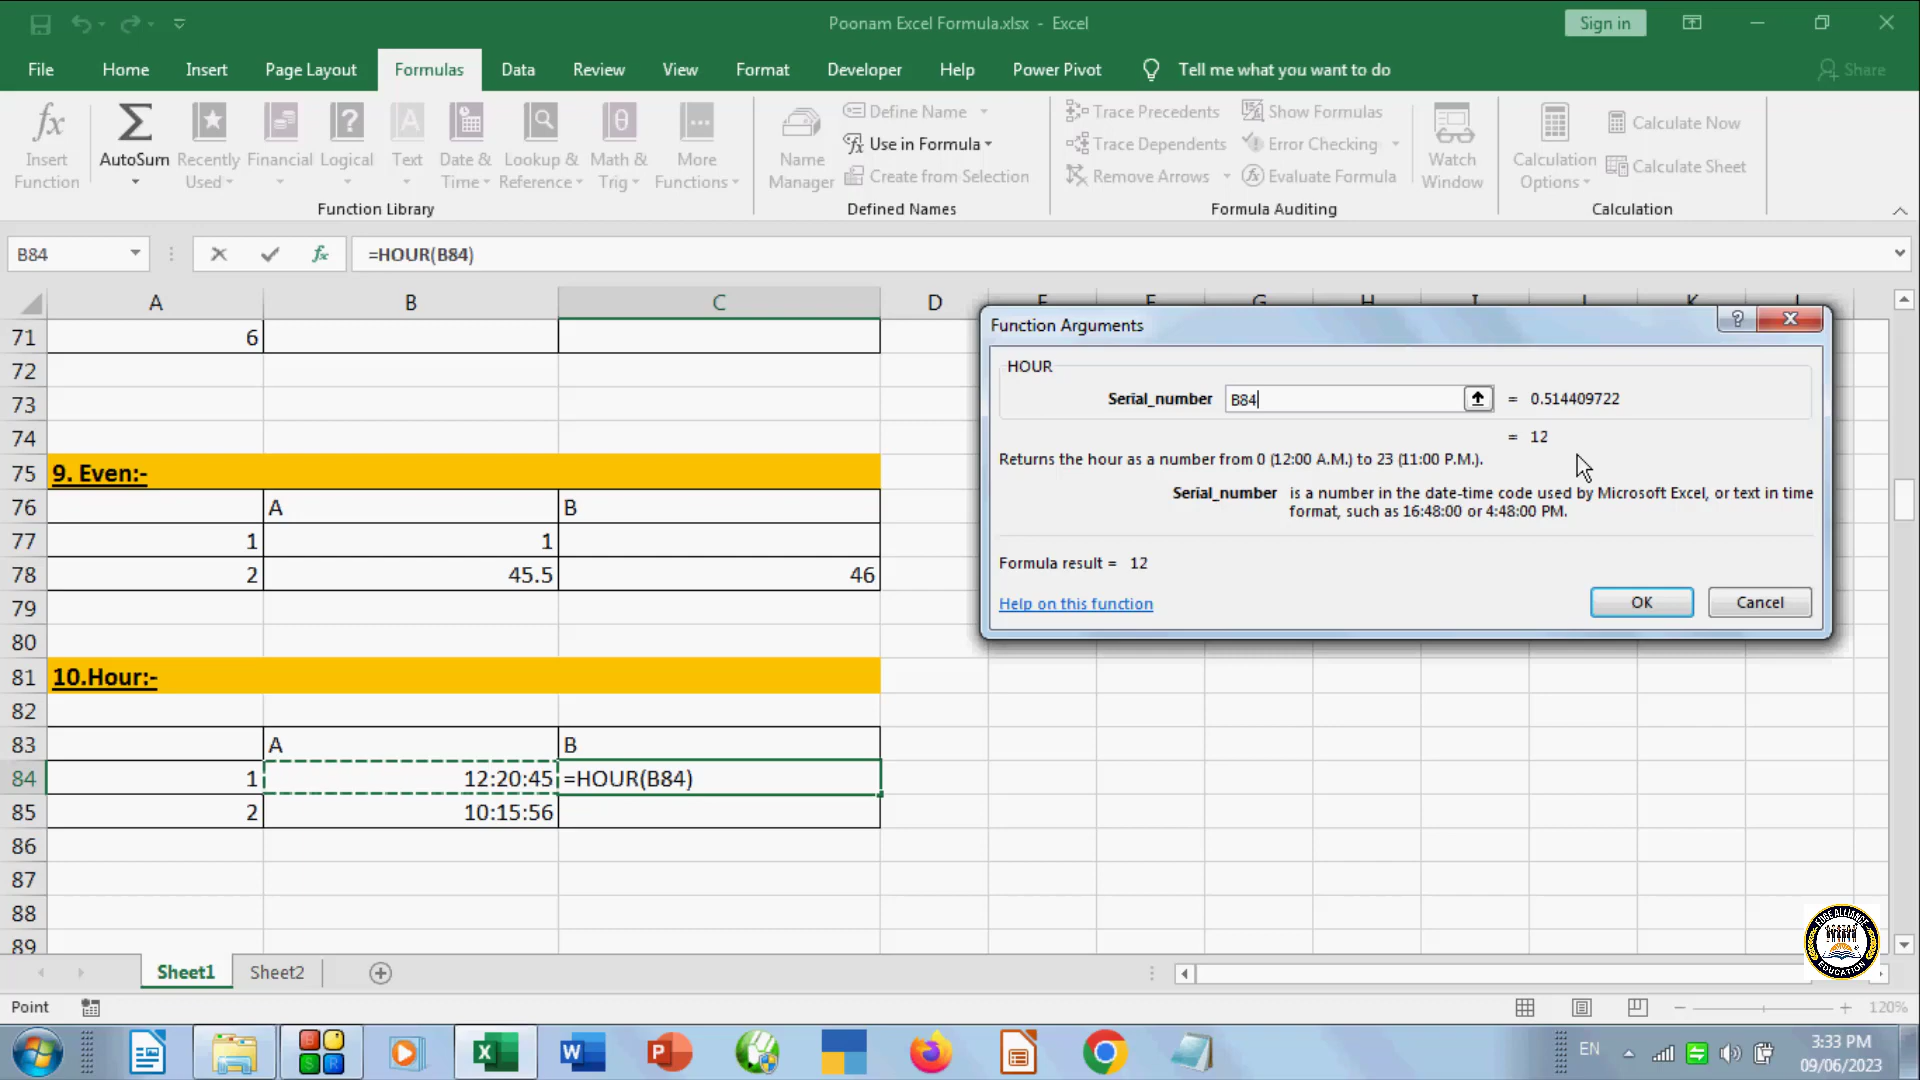 Poonam Excel Formula.xlsx - Excel
Sign in
File Home Insert Page Layout Formulas Data Review View Format Developer Help Power Pivot Tell me what you want to do Share
Insert Function
AutoSum
Recently Used
Financial
Logical
Text
Date & Time
Lookup & Reference
Math & Trig
More Functions
Function Library
Name Manager
Define Name
Use in Formula
Create from Selection
Defined Names
Trace Precedents
Trace Dependents
Remove Arrows
Show Formulas
Error Checking
Evaluate Formula
Formula Auditing
Watch Window
Calculation Options
Calculate Now
Calculate Sheet
Calculation
B84 fx =HOUR(B84)
A B C D
71 6
72
73
74
75 9. Even:-
76 A B
77 1 1
78 2 45.5 46
79
80
81 10.Hour:-
82
83 A B
84 1 12:20:45 =HOUR(B84)
85 2 10:15:56
86
87
88
89
Function Arguments
?
HOUR
Serial_number B84 = 0.514409722
= 12
Returns the hour as a number from 0 (12:00 A.M.) to 23 (11:00 P.M.).
Serial_number is a number in the date-time code used by Microsoft Excel, or text in time
format, such as 16:48:00 or 4:48:00 PM.
Formula result = 12
Help on this function
OK Cancel
EDGE ALLIANCE
EDUCATION
Sheet1 Sheet2
Point
120%
EN
3:33 PM
09/06/2023